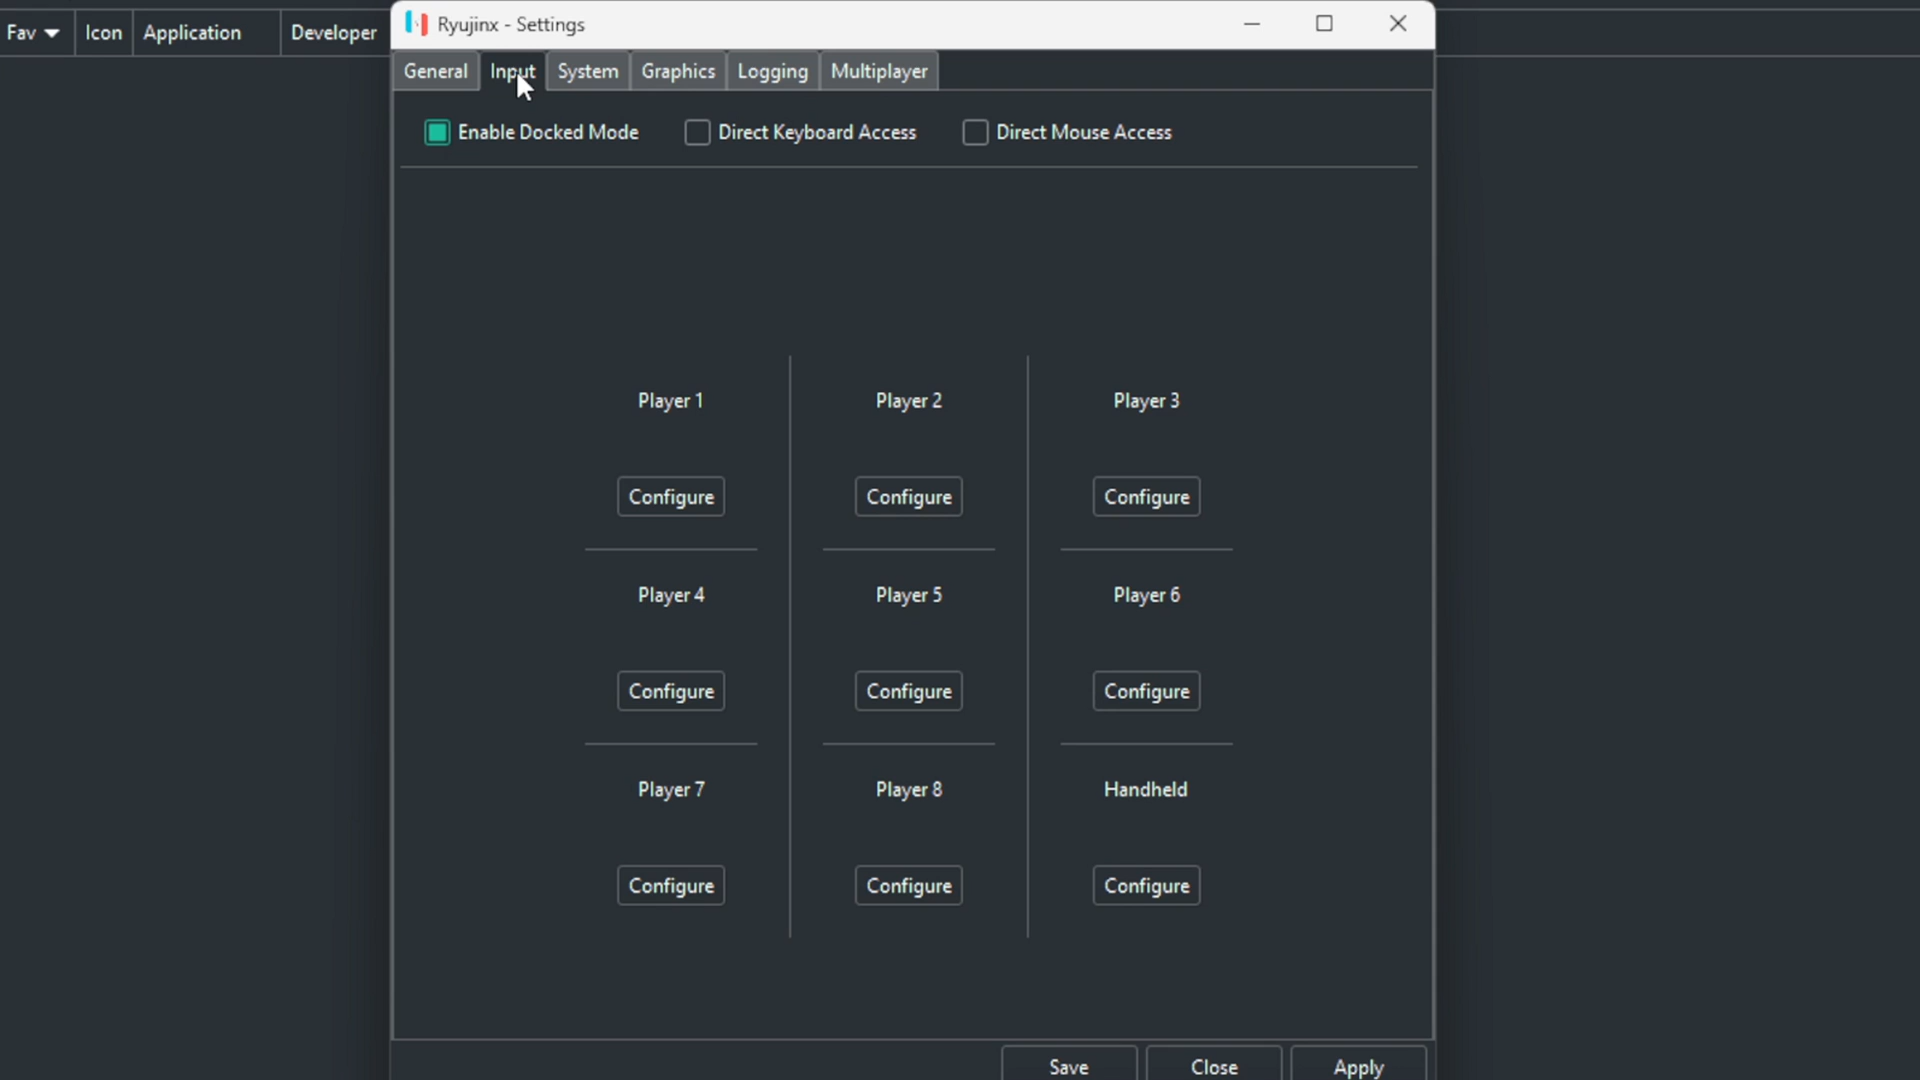 Ryujinx - Settings
Fav Icon Application Developer
General Input System Graphics Logging Multiplayer
Enable Docked Mode Direct Keyboard Access Direct Mouse Access
Player 1 Player 2 Player 3
Configure Configure Configure
Player 4 Player 5 Player 6
Configure Configure Configure
Player 7 Player 8 Handheld
Configure Configure Configure
Save Close Apply